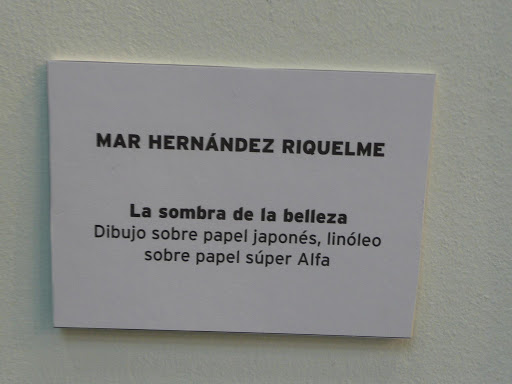 MAR HERNÁNDEZ RIQUELME
La sombra de la belleza
Dibujo sobre papel japonés, linóleo
sobre papel súper Alfa